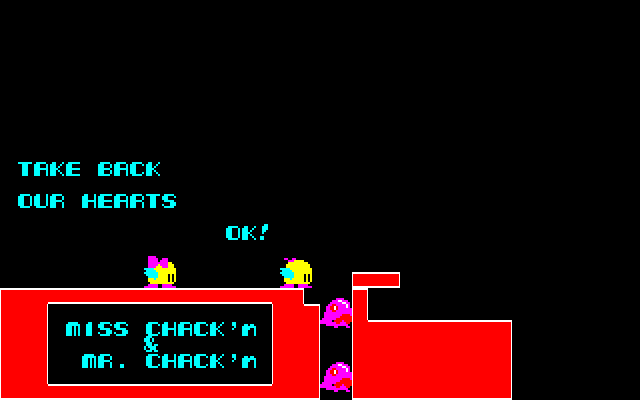 TAKE BACK
OUR HEARTS
OK!
MISS CHACK'n
&
MR. CHACK'n